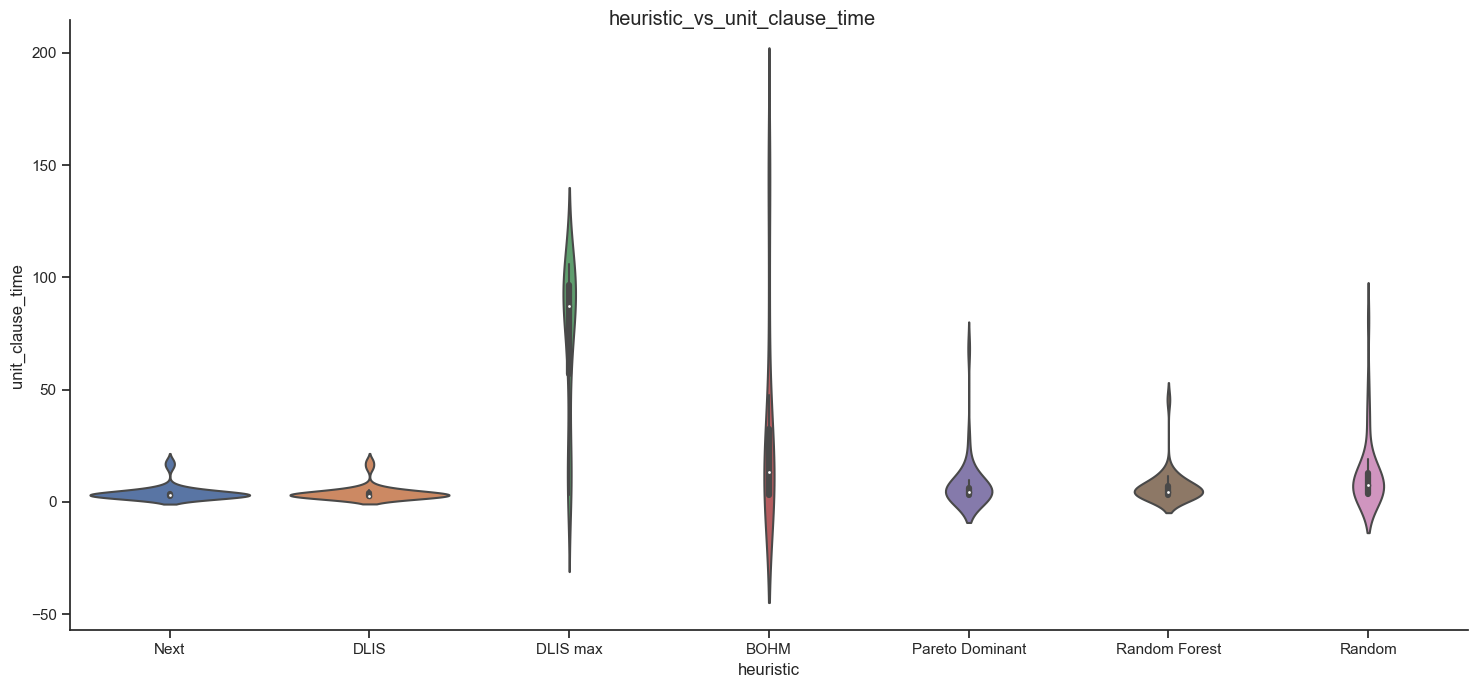 heuristic_vs_unit_clause_time
200
150
100
50
0
−50
unit_clause_time
Next
DLIS
DLIS max
BOHM
Pareto Dominant
Random Forest
Random
heuristic